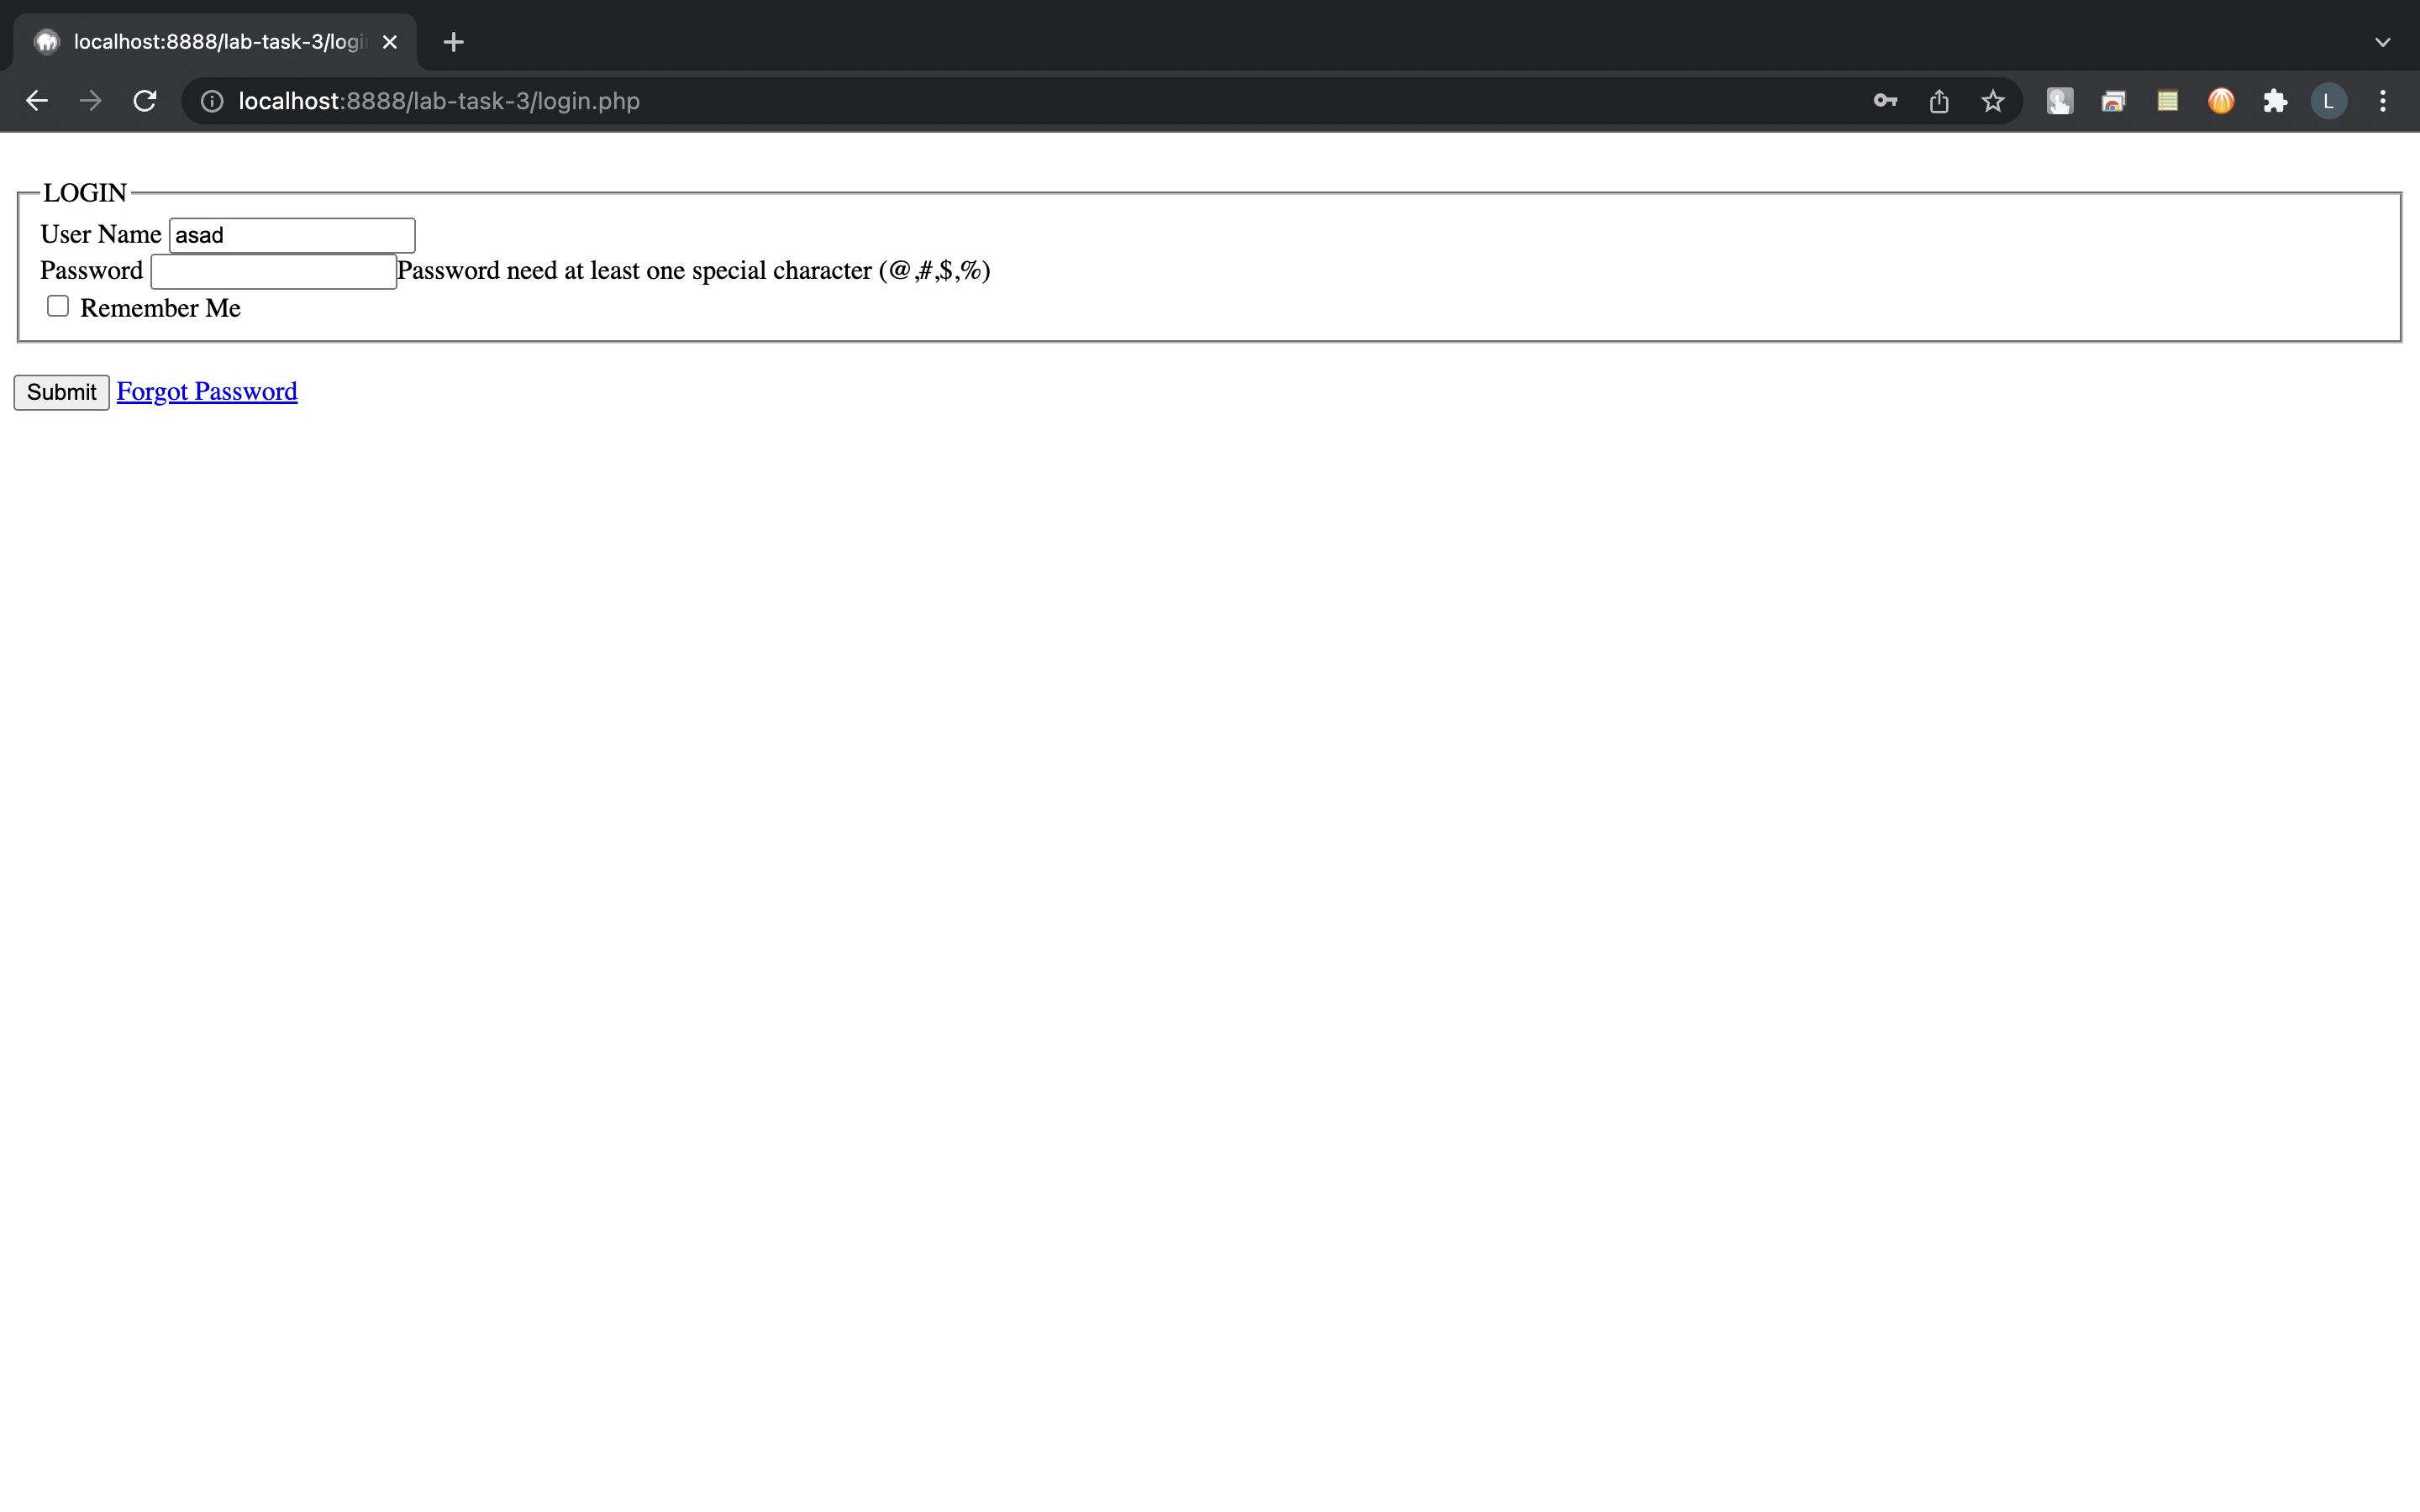 localhost:8888/lab-task-3/logi
localhost:8888/lab-task-3/login.php
L
LOGIN
User Name asad
Password Password need at least one special character (@,#,$,%)
Remember Me
Submit Forgot Password